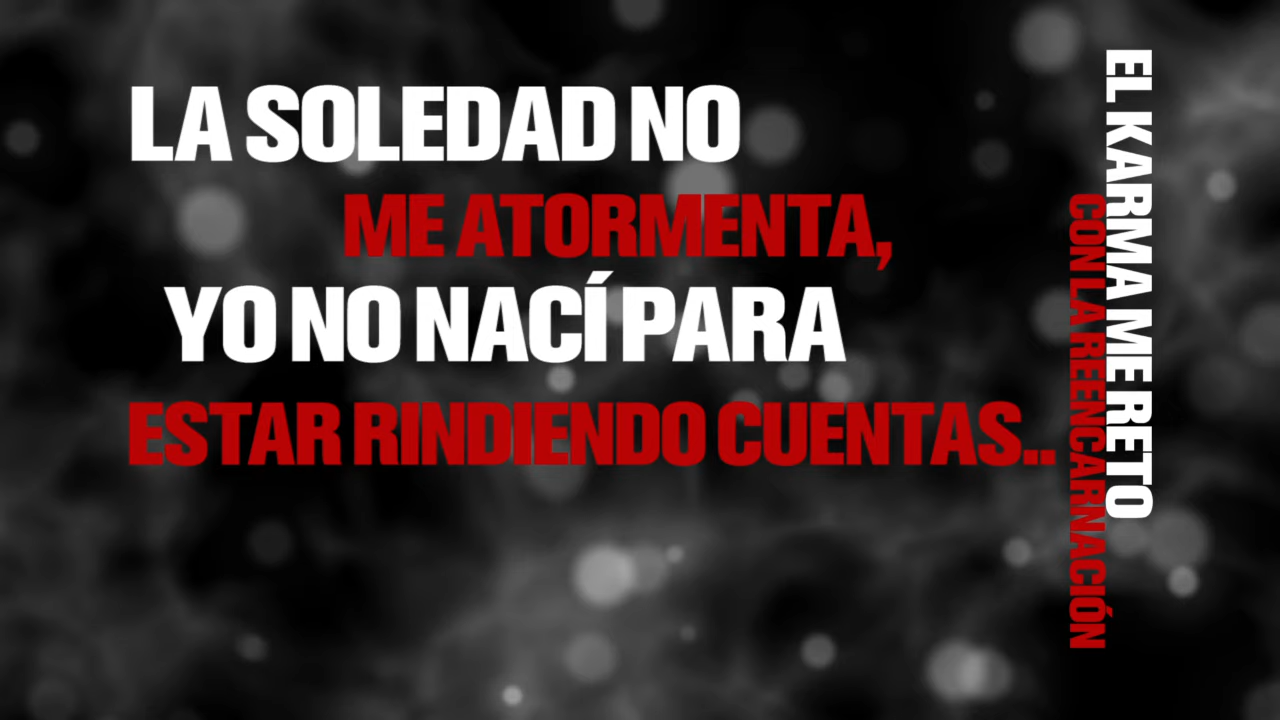 LA SOLEDAD NO
ME ATORMENTA,
YO NO NACÍ PARA
ESTAR RINDIENDO CUENTAS..
EL KARMA ME RETO
CON LA REENCARNACIÓN